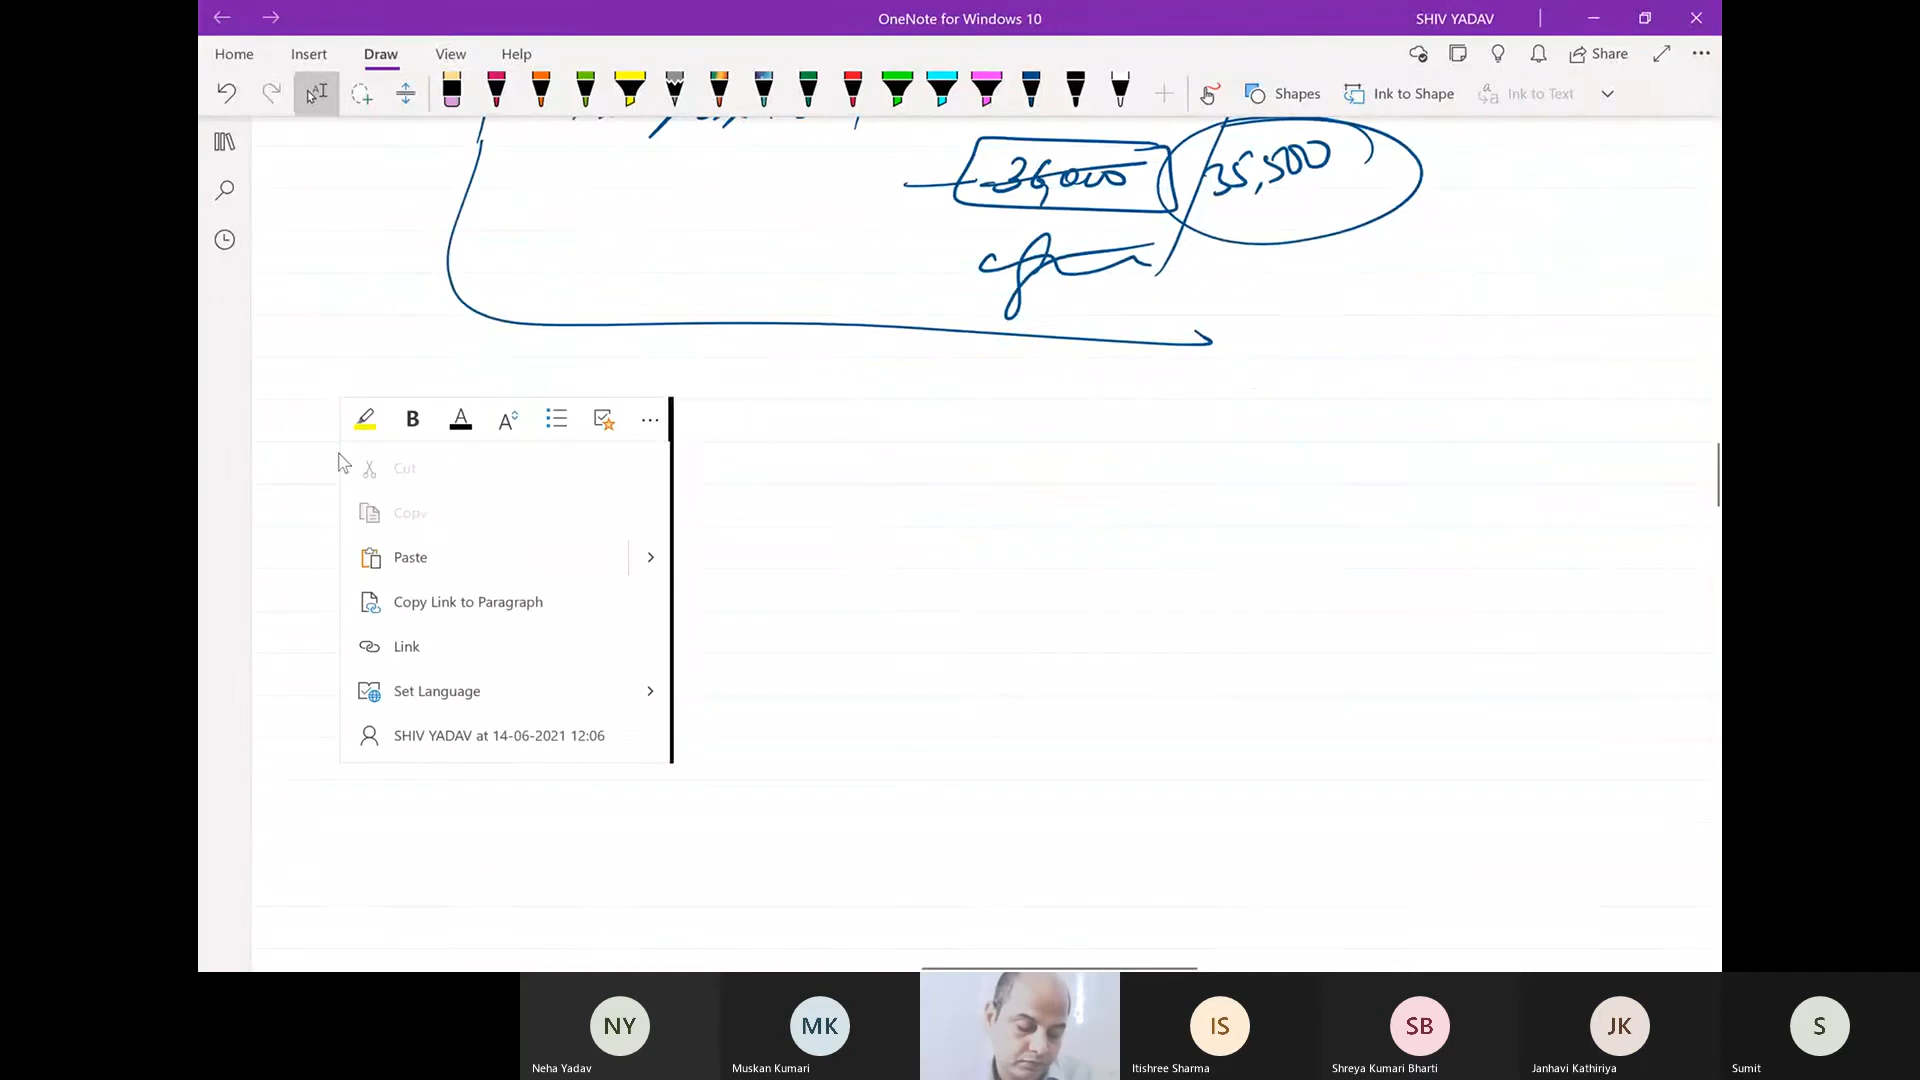 OneNote for Windows 10
SHIV YADAV
Home Insert Draw View Help
Share
Shapes Ink to Shape Ink to Text
36,000 35,500
B A A
Cut
Copy
Paste
Copy Link to Paragraph
Link
Set Language
SHIV YADAV at 14-06-2021 12:06
NY MK IS SB JK S
Neha Yadav Muskan Kumari Itishree Sharma Shreya Kumari Bharti Janhavi Kathiriya Sumit